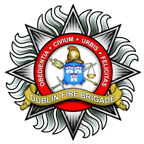 OBEDIENTIA • CIVIUM • URBIS • FELICITAS
DUBLIN FIRE BRIGADE